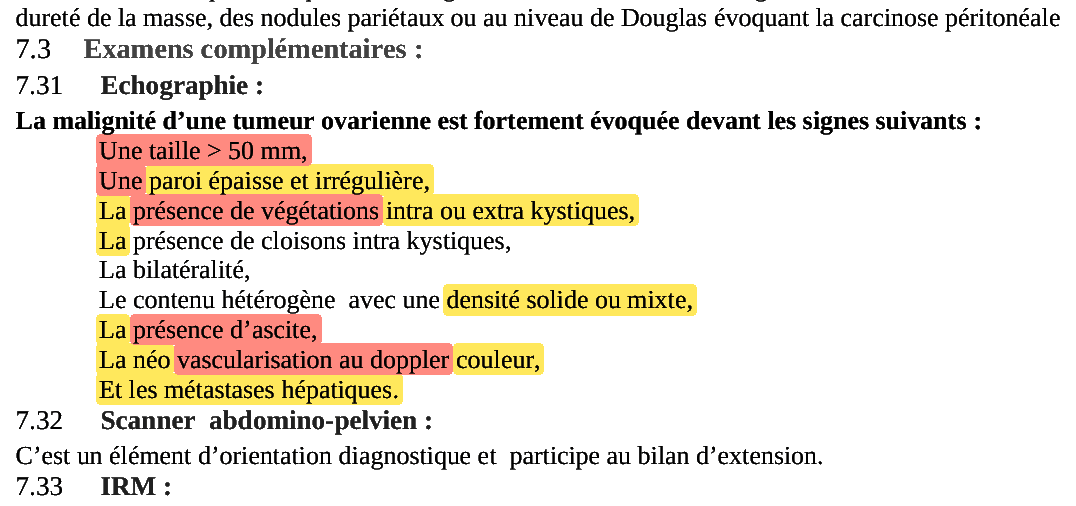 dureté de la masse, des nodules pariétaux ou au niveau de Douglas évoquant la carcinose péritonéale
7.3 Examens complémentaires :
7.31 Echographie :
La malignité d’une tumeur ovarienne est fortement évoquée devant les signes suivants :
Une taille > 50 mm,
Une paroi épaisse et irrégulière,
La présence de végétations intra ou extra kystiques,
La présence de cloisons intra kystiques,
La bilatéralité,
Le contenu hétérogène avec une densité solide ou mixte,
La présence d’ascite,
La néo vascularisation au doppler couleur,
Et les métastases hépatiques.
7.32 Scanner abdomino-pelvien :
C’est un élément d’orientation diagnostique et participe au bilan d’extension.
7.33 IRM :